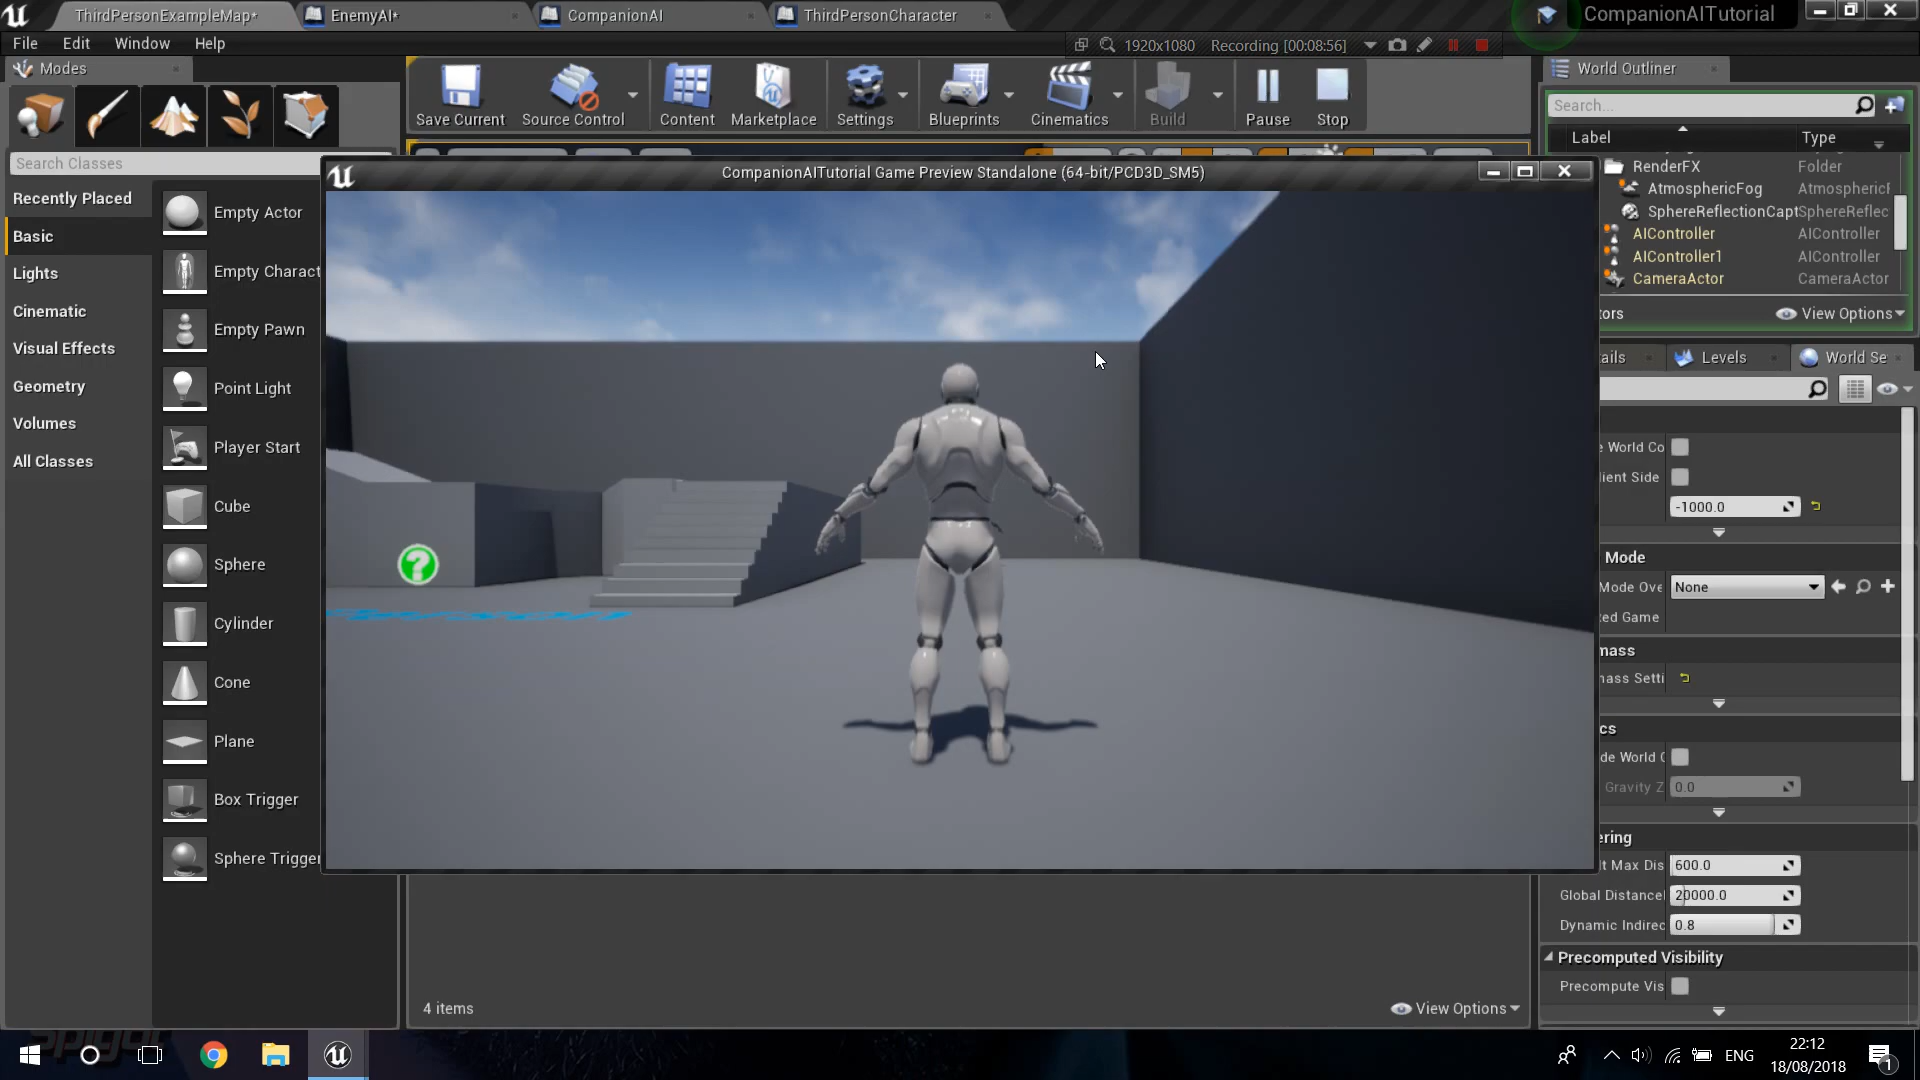 ThirdPersonExampleMap*
EnemyAI*
CompanionAI
ThirdPersonCharacter
CompanionAITutorial
File
Edit
Window
Help
1920x1080
Recording [00:08:56]
Modes
World Outliner
Save Current
Source Control
Content
Marketplace
Settings
Blueprints
Cinematics
Build
Pause
Stop
Search...
Label
Type
Search Classes
CompanionAITutorial Game Preview Standalone (64-bit/PCD3D_SM5)
RenderFX
Folder
AtmosphericFog
Atmosphericf
SphereReflectionCapt
SphereReflec
AIController
AIController
AIController1
AIController
CameraActor
CameraActor
tors
View Options
Recently Placed
Basic
Lights
Cinematic
Visual Effects
Geometry
Volumes
All Classes
Empty Actor
Empty Charact
Empty Pawn
Point Light
Player Start
Cube
Sphere
Cylinder
Cone
Plane
Box Trigger
Sphere Trigger
?
tails
Levels
World Se
e World Co
lient Side
-1000.0
Mode
Mode Ove
None
ted Game
mass
nass Setti
cs
de World G
Gravity Z
0.0
ering
lt Max Dis
600.0
Global Distance
20000.0
Dynamic Indirec
0.8
Precomputed Visibility
Precompute Vis
4 items
View Options
ENG
22:12
18/08/2018
1